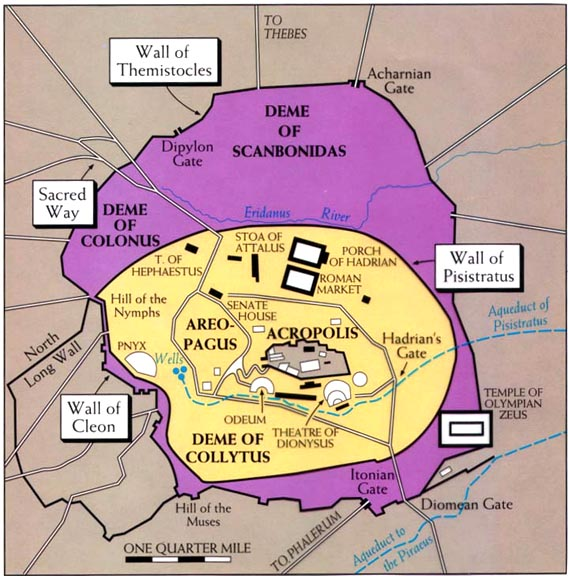 TO
THEBES
Wall of
Themistocles
Acharnian
Gate
DEME
OF
SCANBONIDAS
Dipylon
Gate
Sacred
Way
DEME
OF
COLONUS
Eridanus River
STOA OF
ATTALUS
PORCH
OF HADRIAN
Wall of
Pisistratus
T. OF
HEPHAESTUS
ROMAN
MARKET
Hill of the
Nymphs
SENATE
HOUSE
Aqueduct of
Pisistratus
AREO-
PAGUS
ACROPOLIS
Hadrian's
Gate
North
Long Wall
PNYX
Wells
TEMPLE OF
OLYMPIAN
ZEUS
Wall of
Cleon
ODEUM
THEATRE OF
DIONYSUS
DEME OF
COLLYTUS
Itonian
Gate
Diomean Gate
Hill of the
Muses
TO PHALERUM
Aqueduct to
the Piraeus
ONE QUARTER MILE